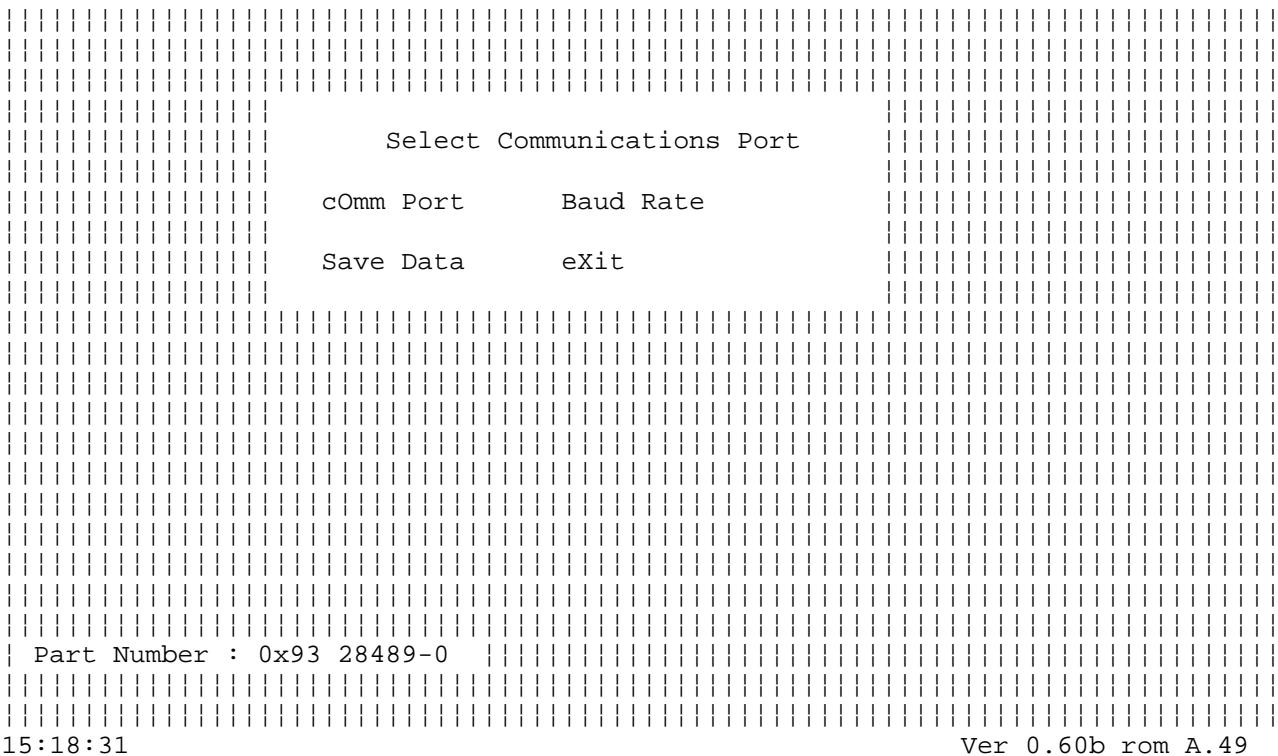 Select Communications Port
cOmm Port Baud Rate
Save Data eXit
Part Number : 0x93 28489-0
15:18:31 Ver 0.60b rom A.49